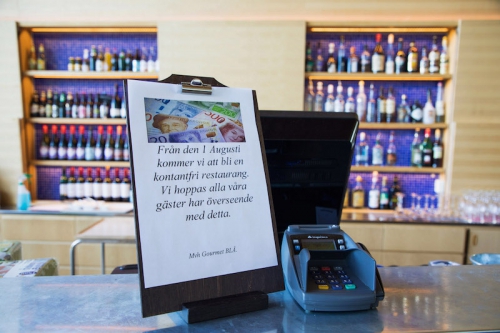 Från den 1 Augusti
kommer vi att bli en
kontantfri restaurang.
Vi hoppas alla våra
gäster har överseende
med detta.
Mvh Gourmet BLÅ.